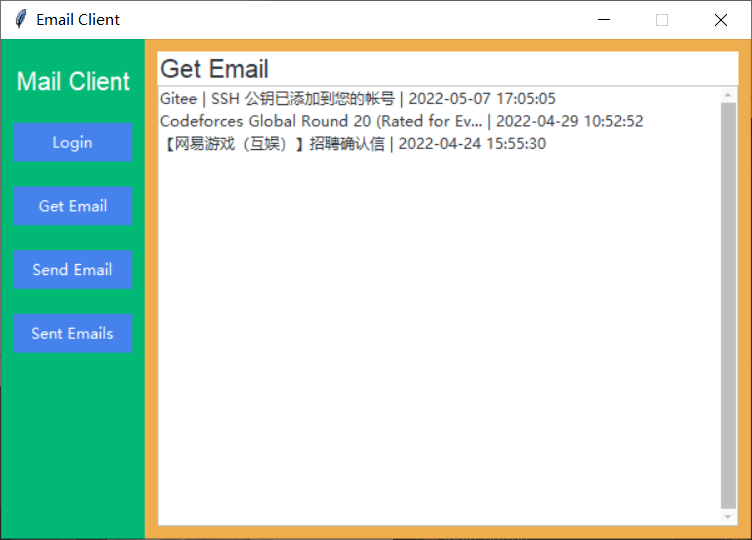 Email Client
Mail Client
Login
Get Email
Send Email
Sent Emails
Get Email
Gitee | SSH 公钥已添加到您的帐号 | 2022-05-07 17:05:05
Codeforces Global Round 20 (Rated for Ev... | 2022-04-29 10:52:52
【网易游戏（互娱）】招聘确认信 | 2022-04-24 15:55:30